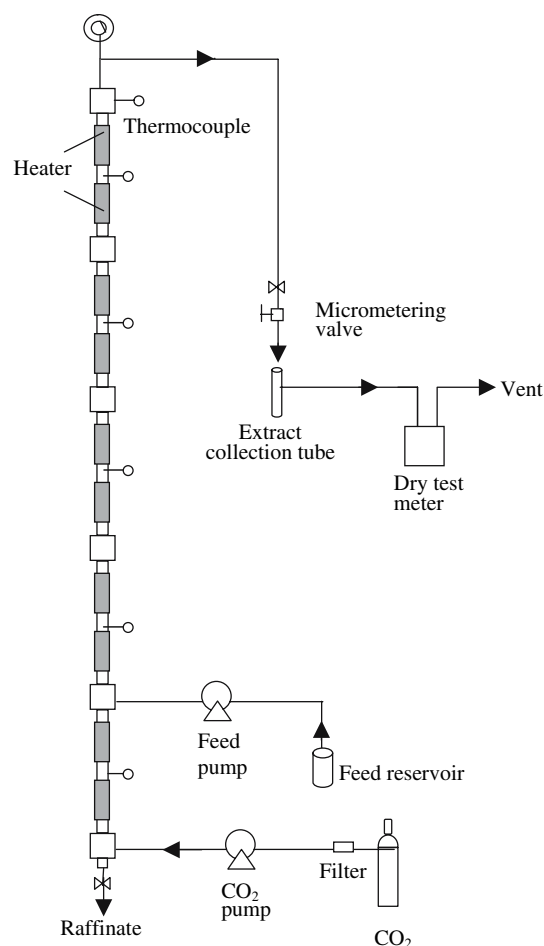 Thermocouple
Heater
Micrometering
valve
Vent
Extract
collection tube
Dry test
meter
Feed
pump
Feed reservoir
Filter
CO₂
pump
Raffinate
CO₂